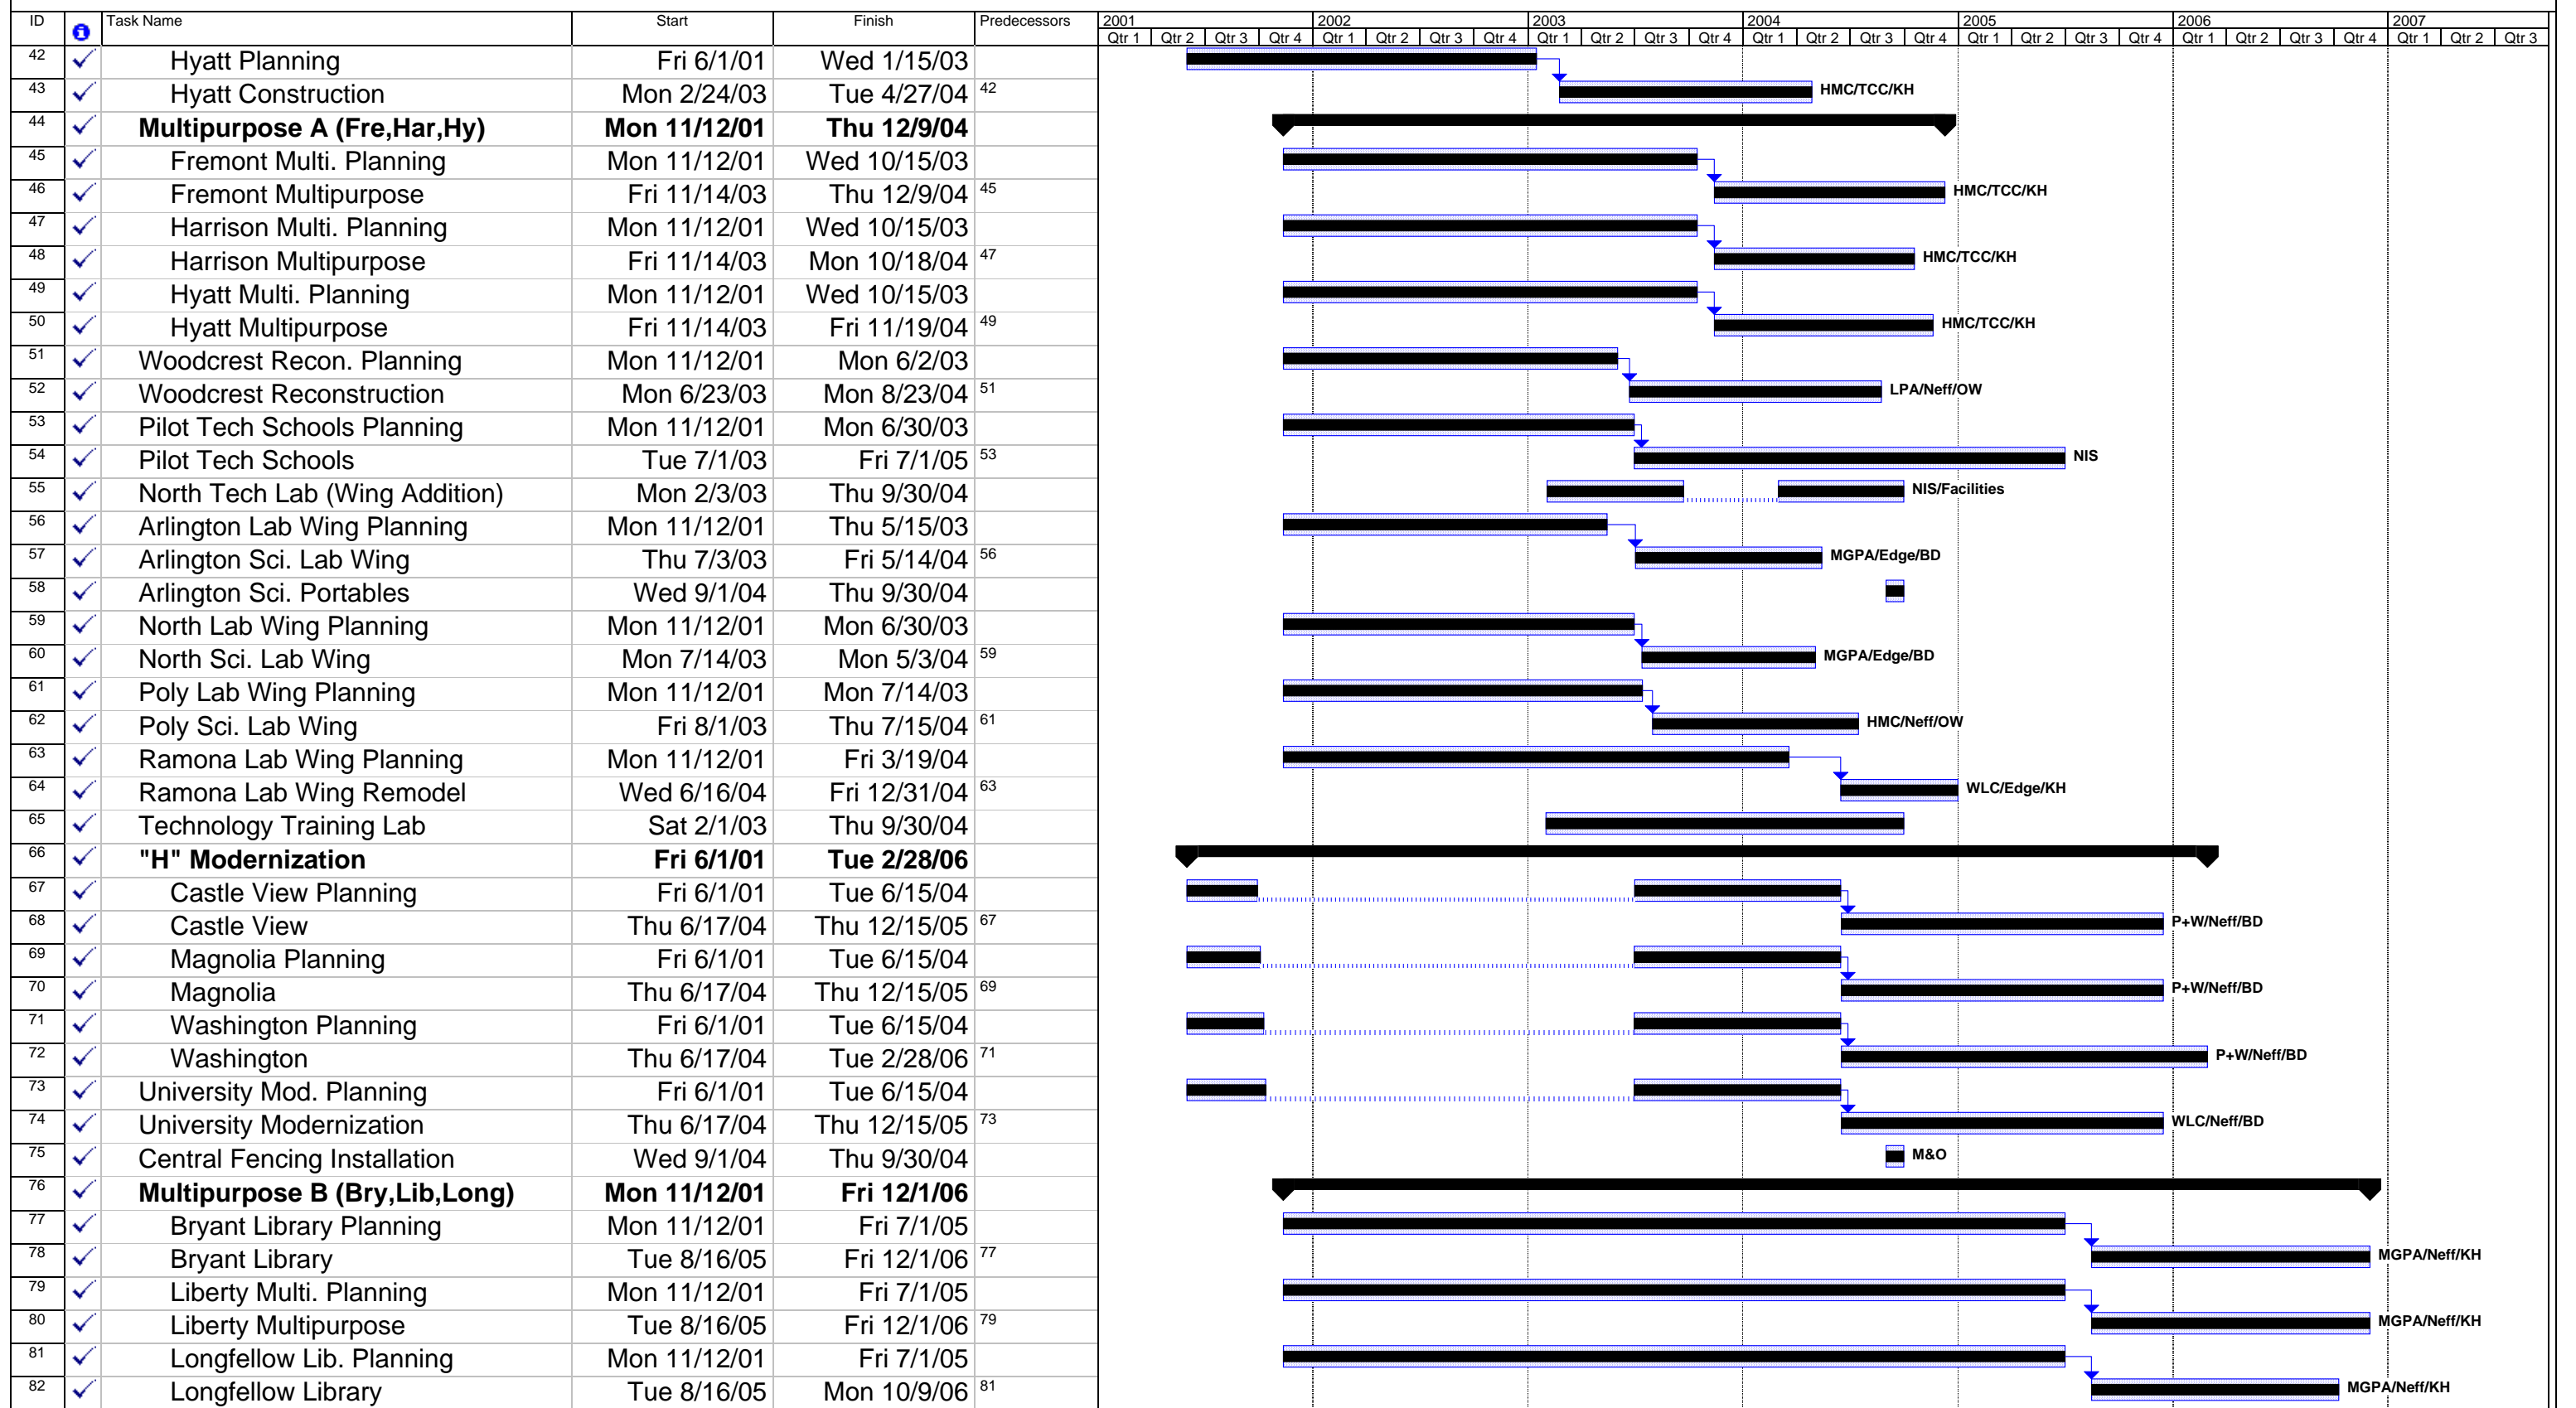 ID Task Name Start Finish Predecessors 2001 2002 2003 2004 2005 2006 2007
Qtr 1 Qtr 2 Qtr 3 Qtr 4 Qtr 1 Qtr 2 Qtr 3 Qtr 4 Qtr 1 Qtr 2 Qtr 3 Qtr 4 Qtr 1 Qtr 2 Qtr 3 Qtr 4 Qtr 1 Qtr 2 Qtr 3 Qtr 4 Qtr 1 Qtr 2 Qtr 3 Qtr 4 Qtr 1 Qtr 2 Qtr 3
42 Hyatt Planning Fri 6/1/01 Wed 1/15/03
43 Hyatt Construction Mon 2/24/03 Tue 4/27/04 42 HMC/TCC/KH
44 Multipurpose A (Fre,Har,Hy) Mon 11/12/01 Thu 12/9/04
45 Fremont Multi. Planning Mon 11/12/01 Wed 10/15/03
46 Fremont Multipurpose Fri 11/14/03 Thu 12/9/04 45 HMC/TCC/KH
47 Harrison Multi. Planning Mon 11/12/01 Wed 10/15/03
48 Harrison Multipurpose Fri 11/14/03 Mon 10/18/04 47 HMC/TCC/KH
49 Hyatt Multi. Planning Mon 11/12/01 Wed 10/15/03
50 Hyatt Multipurpose Fri 11/14/03 Fri 11/19/04 49 HMC/TCC/KH
51 Woodcrest Recon. Planning Mon 11/12/01 Mon 6/2/03
52 Woodcrest Reconstruction Mon 6/23/03 Mon 8/23/04 51 LPA/Neff/OW
53 Pilot Tech Schools Planning Mon 11/12/01 Mon 6/30/03
54 Pilot Tech Schools Tue 7/1/03 Fri 7/1/05 53 NIS
55 North Tech Lab (Wing Addition) Mon 2/3/03 Thu 9/30/04 NIS/Facilities
56 Arlington Lab Wing Planning Mon 11/12/01 Thu 5/15/03
57 Arlington Sci. Lab Wing Thu 7/3/03 Fri 5/14/04 56 MGPA/Edge/BD
58 Arlington Sci. Portables Wed 9/1/04 Thu 9/30/04
59 North Lab Wing Planning Mon 11/12/01 Mon 6/30/03
60 North Sci. Lab Wing Mon 7/14/03 Mon 5/3/04 59 MGPA/Edge/BD
61 Poly Lab Wing Planning Mon 11/12/01 Mon 7/14/03
62 Poly Sci. Lab Wing Fri 8/1/03 Thu 7/15/04 61 HMC/Neff/OW
63 Ramona Lab Wing Planning Mon 11/12/01 Fri 3/19/04
64 Ramona Lab Wing Remodel Wed 6/16/04 Fri 12/31/04 63 WLC/Edge/KH
65 Technology Training Lab Sat 2/1/03 Thu 9/30/04
66 "H" Modernization Fri 6/1/01 Tue 2/28/06
67 Castle View Planning Fri 6/1/01 Tue 6/15/04
68 Castle View Thu 6/17/04 Thu 12/15/05 67 P+W/Neff/BD
69 Magnolia Planning Fri 6/1/01 Tue 6/15/04
70 Magnolia Thu 6/17/04 Thu 12/15/05 69 P+W/Neff/BD
71 Washington Planning Fri 6/1/01 Tue 6/15/04
72 Washington Thu 6/17/04 Tue 2/28/06 71 P+W/Neff/BD
73 University Mod. Planning Fri 6/1/01 Tue 6/15/04
74 University Modernization Thu 6/17/04 Thu 12/15/05 73 WLC/Neff/BD
75 Central Fencing Installation Wed 9/1/04 Thu 9/30/04 M&O
76 Multipurpose B (Bry,Lib,Long) Mon 11/12/01 Fri 12/1/06
77 Bryant Library Planning Mon 11/12/01 Fri 7/1/05
78 Bryant Library Tue 8/16/05 Fri 12/1/06 77 MGPA/Neff/KH
79 Liberty Multi. Planning Mon 11/12/01 Fri 7/1/05
80 Liberty Multipurpose Tue 8/16/05 Fri 12/1/06 79 MGPA/Neff/KH
81 Longfellow Lib. Planning Mon 11/12/01 Fri 7/1/05
82 Longfellow Library Tue 8/16/05 Mon 10/9/06 81 MGPA/Neff/KH